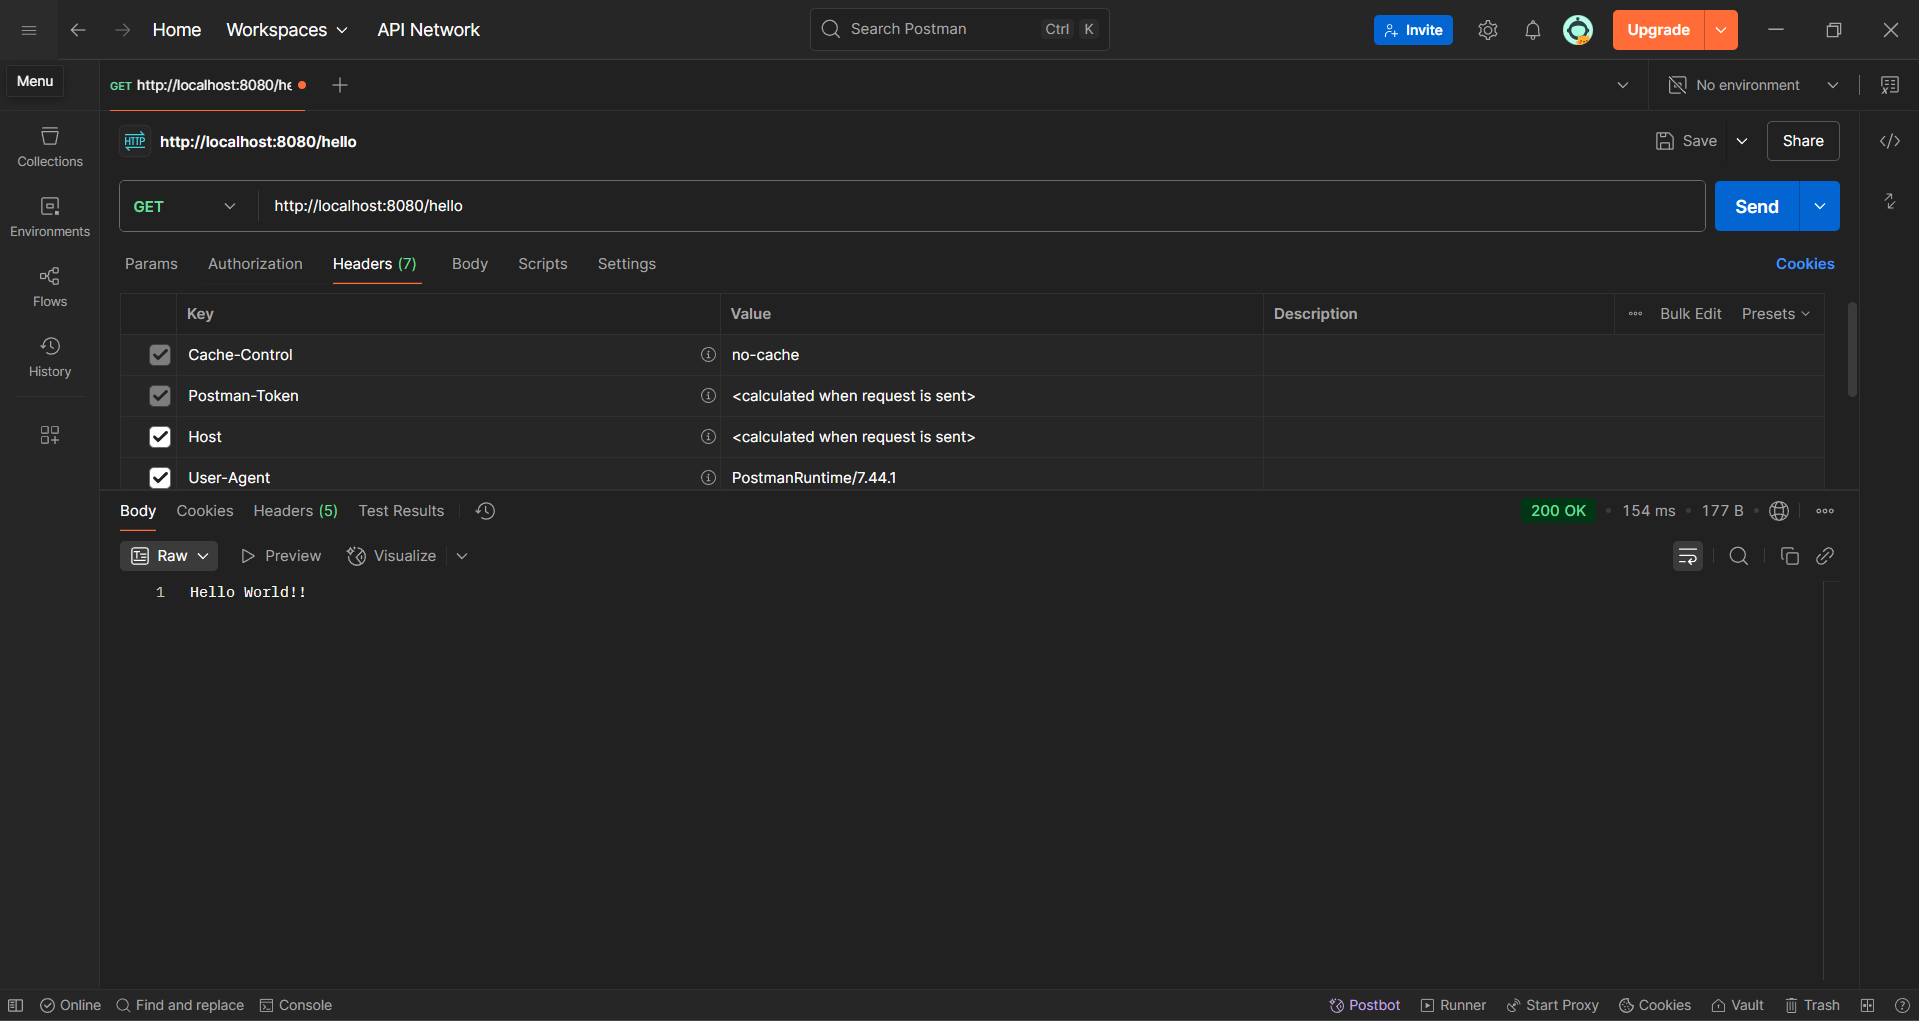 Home Workspaces API Network Search Postman Ctrl K Invite Upgrade
Menu GET http://localhost:8080/he No environment
HTTP http://localhost:8080/hello Save Share
Collections
Environments
Flows
History
GET http://localhost:8080/hello Send
Params Authorization Headers (7) Body Scripts Settings Cookies
Key Value Description Bulk Edit Presets
Cache-Control no-cache
Postman-Token <calculated when request is sent>
Host <calculated when request is sent>
User-Agent PostmanRuntime/7.44.1
Body Cookies Headers (5) Test Results 200 OK 154 ms 177 B
Raw Preview Visualize
1 Hello World!!
Online Find and replace Console Postbot Runner Start Proxy Cookies Vault Trash